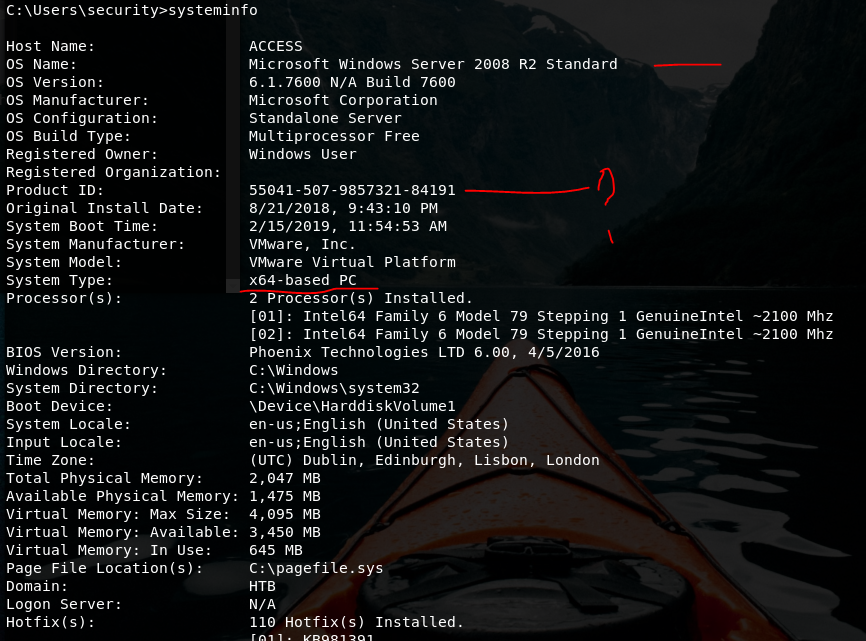 C:\Users\security>systeminfo
Host Name: ACCESS
OS Name: Microsoft Windows Server 2008 R2 Standard
OS Version: 6.1.7600 N/A Build 7600
OS Manufacturer: Microsoft Corporation
OS Configuration: Standalone Server
OS Build Type: Multiprocessor Free
Registered Owner: Windows User
Registered Organization:
Product ID: 55041-507-9857321-84191
Original Install Date: 8/21/2018, 9:43:10 PM
System Boot Time: 2/15/2019, 11:54:53 AM
System Manufacturer: VMware, Inc.
System Model: VMware Virtual Platform
System Type: x64-based PC
Processor(s): 2 Processor(s) Installed.
[01]: Intel64 Family 6 Model 79 Stepping 1 GenuineIntel ~2100 Mhz
[02]: Intel64 Family 6 Model 79 Stepping 1 GenuineIntel ~2100 Mhz
BIOS Version: Phoenix Technologies LTD 6.00, 4/5/2016
Windows Directory: C:\Windows
System Directory: C:\Windows\system32
Boot Device: \Device\HarddiskVolume1
System Locale: en-us;English (United States)
Input Locale: en-us;English (United States)
Time Zone: (UTC) Dublin, Edinburgh, Lisbon, London
Total Physical Memory: 2,047 MB
Available Physical Memory: 1,475 MB
Virtual Memory: Max Size: 4,095 MB
Virtual Memory: Available: 3,450 MB
Virtual Memory: In Use: 645 MB
Page File Location(s): C:\pagefile.sys
Domain: HTB
Logon Server: N/A
Hotfix(s): 110 Hotfix(s) Installed.
[01]: KB981391